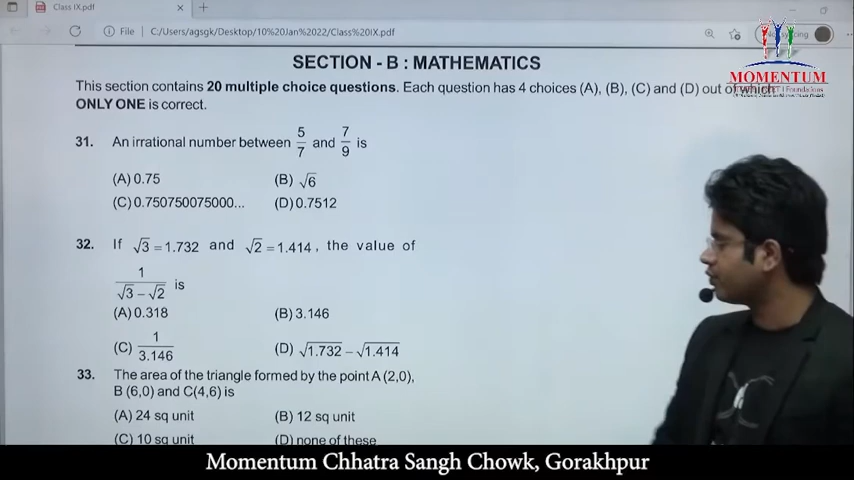 Class IX.pdf
File C:/Users/agsgk/Desktop/10%20Jan%2022/Class%20IX.pdf
MOMENTUM
SECTION - B : MATHEMATICS
This section contains 20 multiple choice questions. Each question has 4 choices (A), (B), (C) and (D) out of which
ONLY ONE is correct.
31. An irrational number between 5/7 and 7/9 is
(A) 0.75 (B) √6
(C) 0.750750075000... (D) 0.7512
32. If √3 = 1.732 and √2 = 1.414, the value of
1/(√3 – √2) is
(A) 0.318 (B) 3.146
(C) 1/3.146 (D) √1.732 – √1.414
33. The area of the triangle formed by the point A (2,0),
B (6,0) and C(4,6) is
(A) 24 sq unit (B) 12 sq unit
(C) 10 sq unit (D) none of these
Momentum Chhatra Sangh Chowk, Gorakhpur